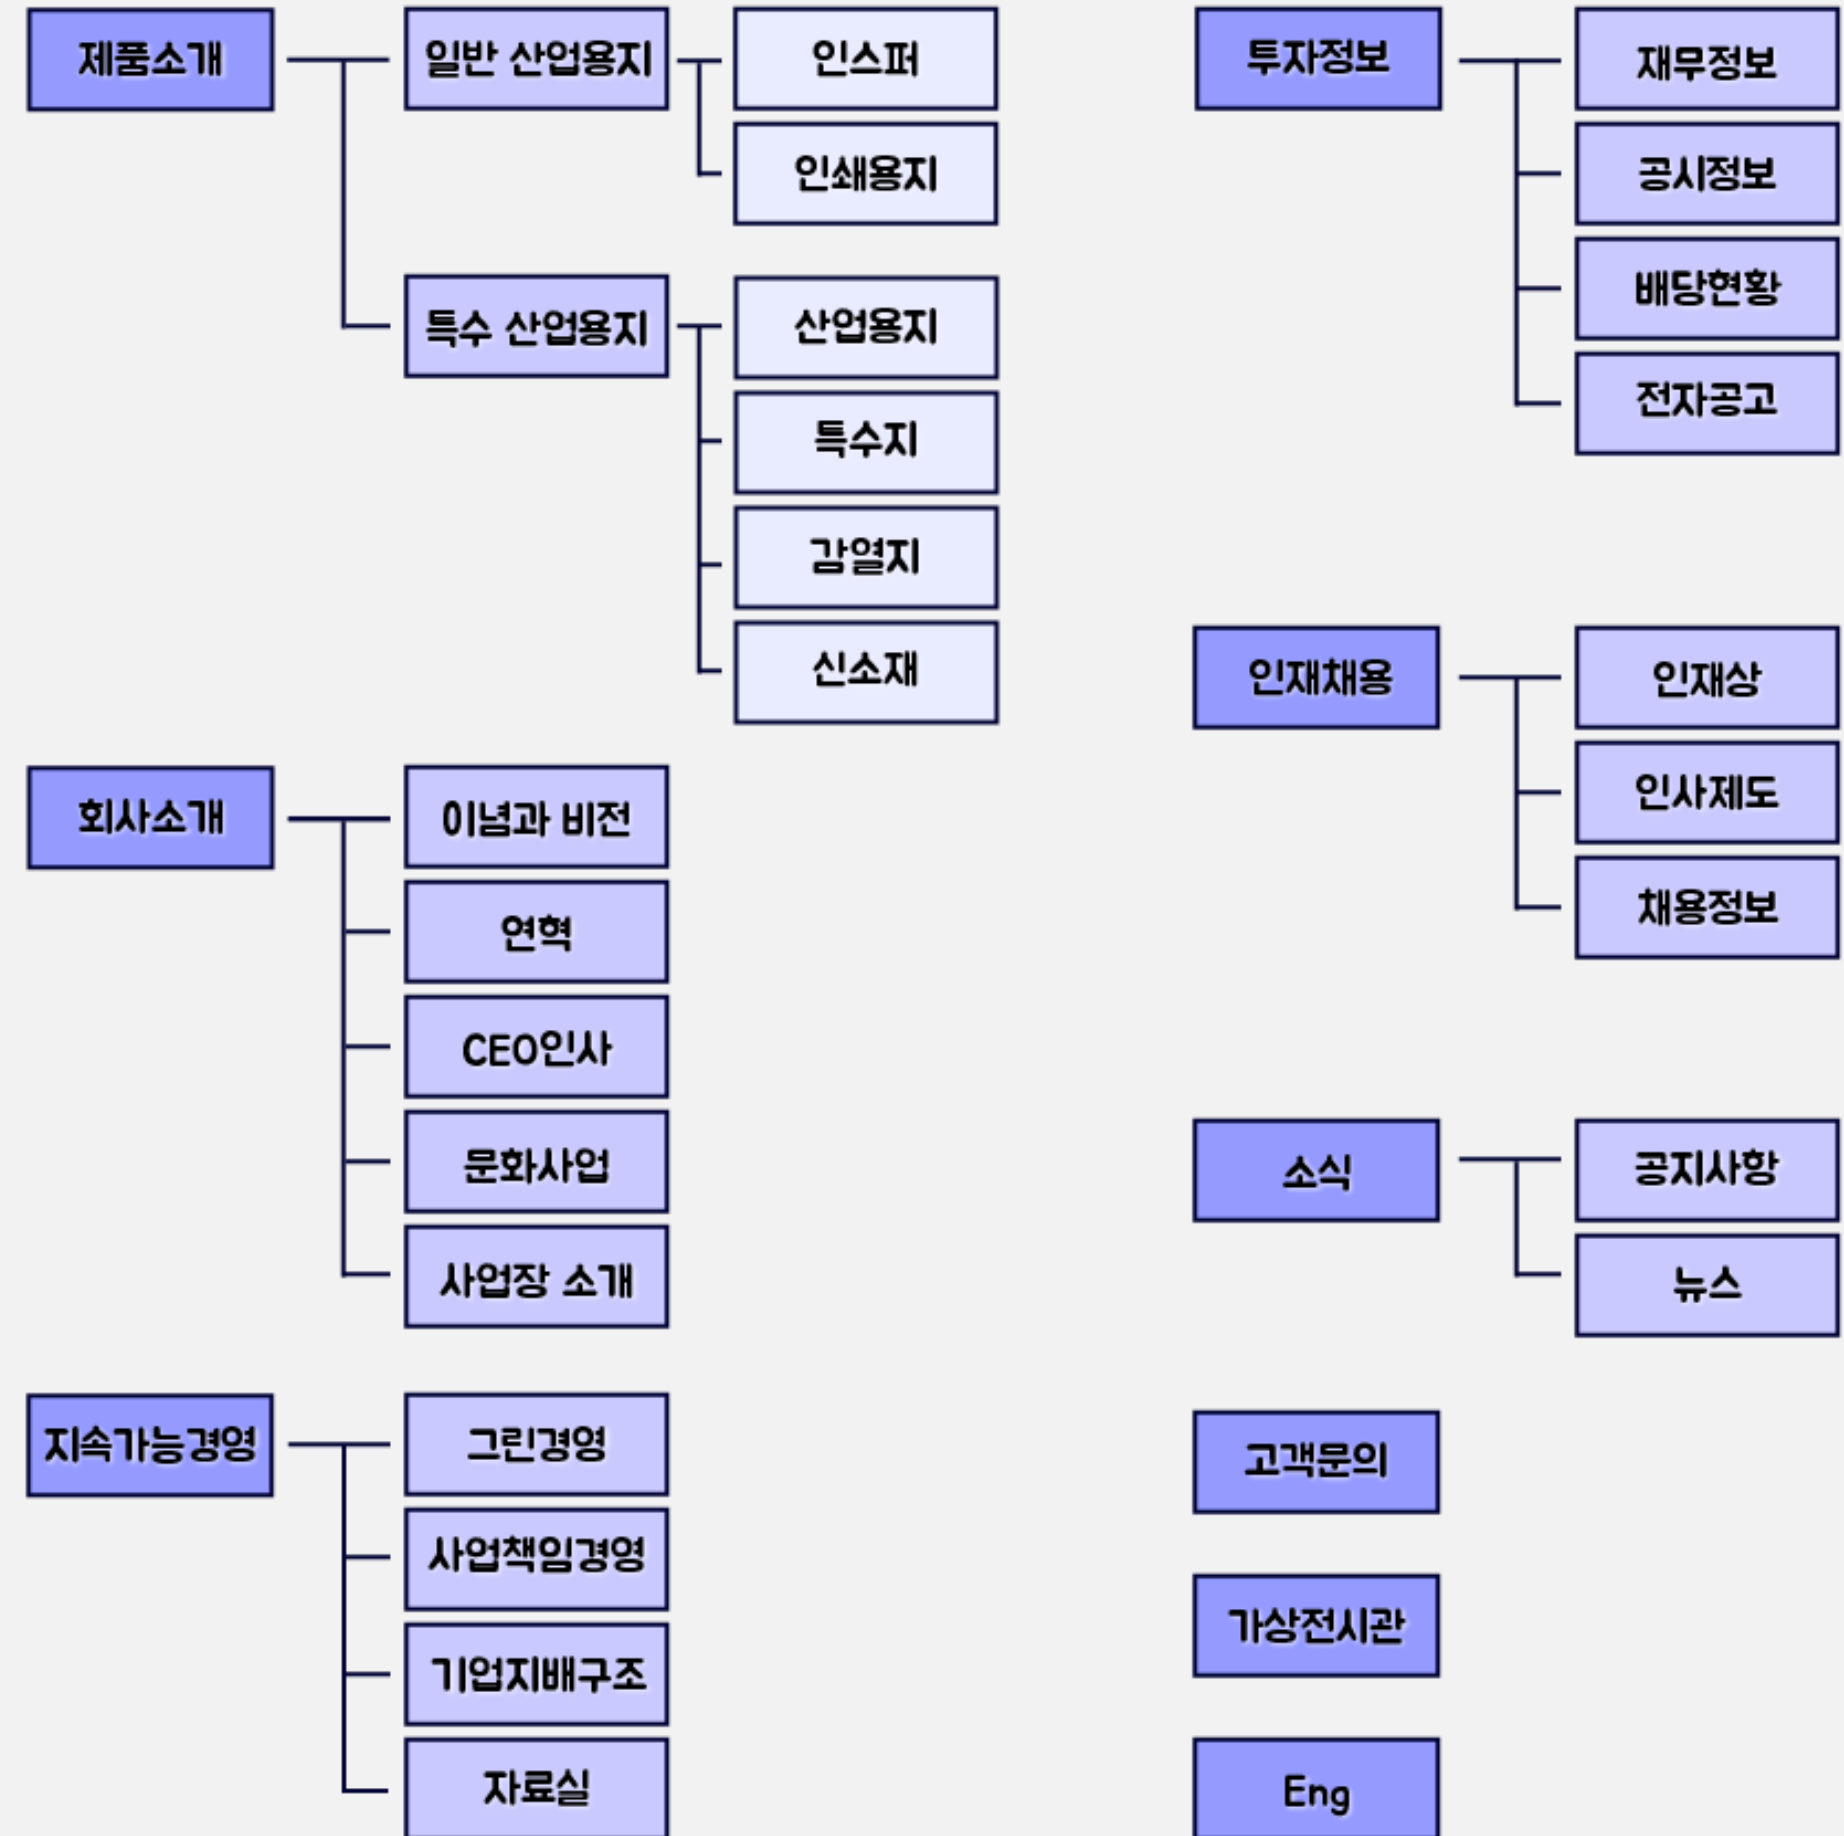 제품소개
일반 산업용지
인스퍼
인쇄용지
특수 산업용지
산업용지
특수지
감열지
신소재
회사소개
이념과 비전
연혁
CEO인사
문화사업
사업장 소개
지속가능경영
그린경영
사업책임경영
기업지배구조
자료실
투자정보
재무정보
공시정보
배당현황
전자공고
인재채용
인재상
인사제도
채용정보
소식
공지사항
뉴스
고객문의
가상전시관
Eng